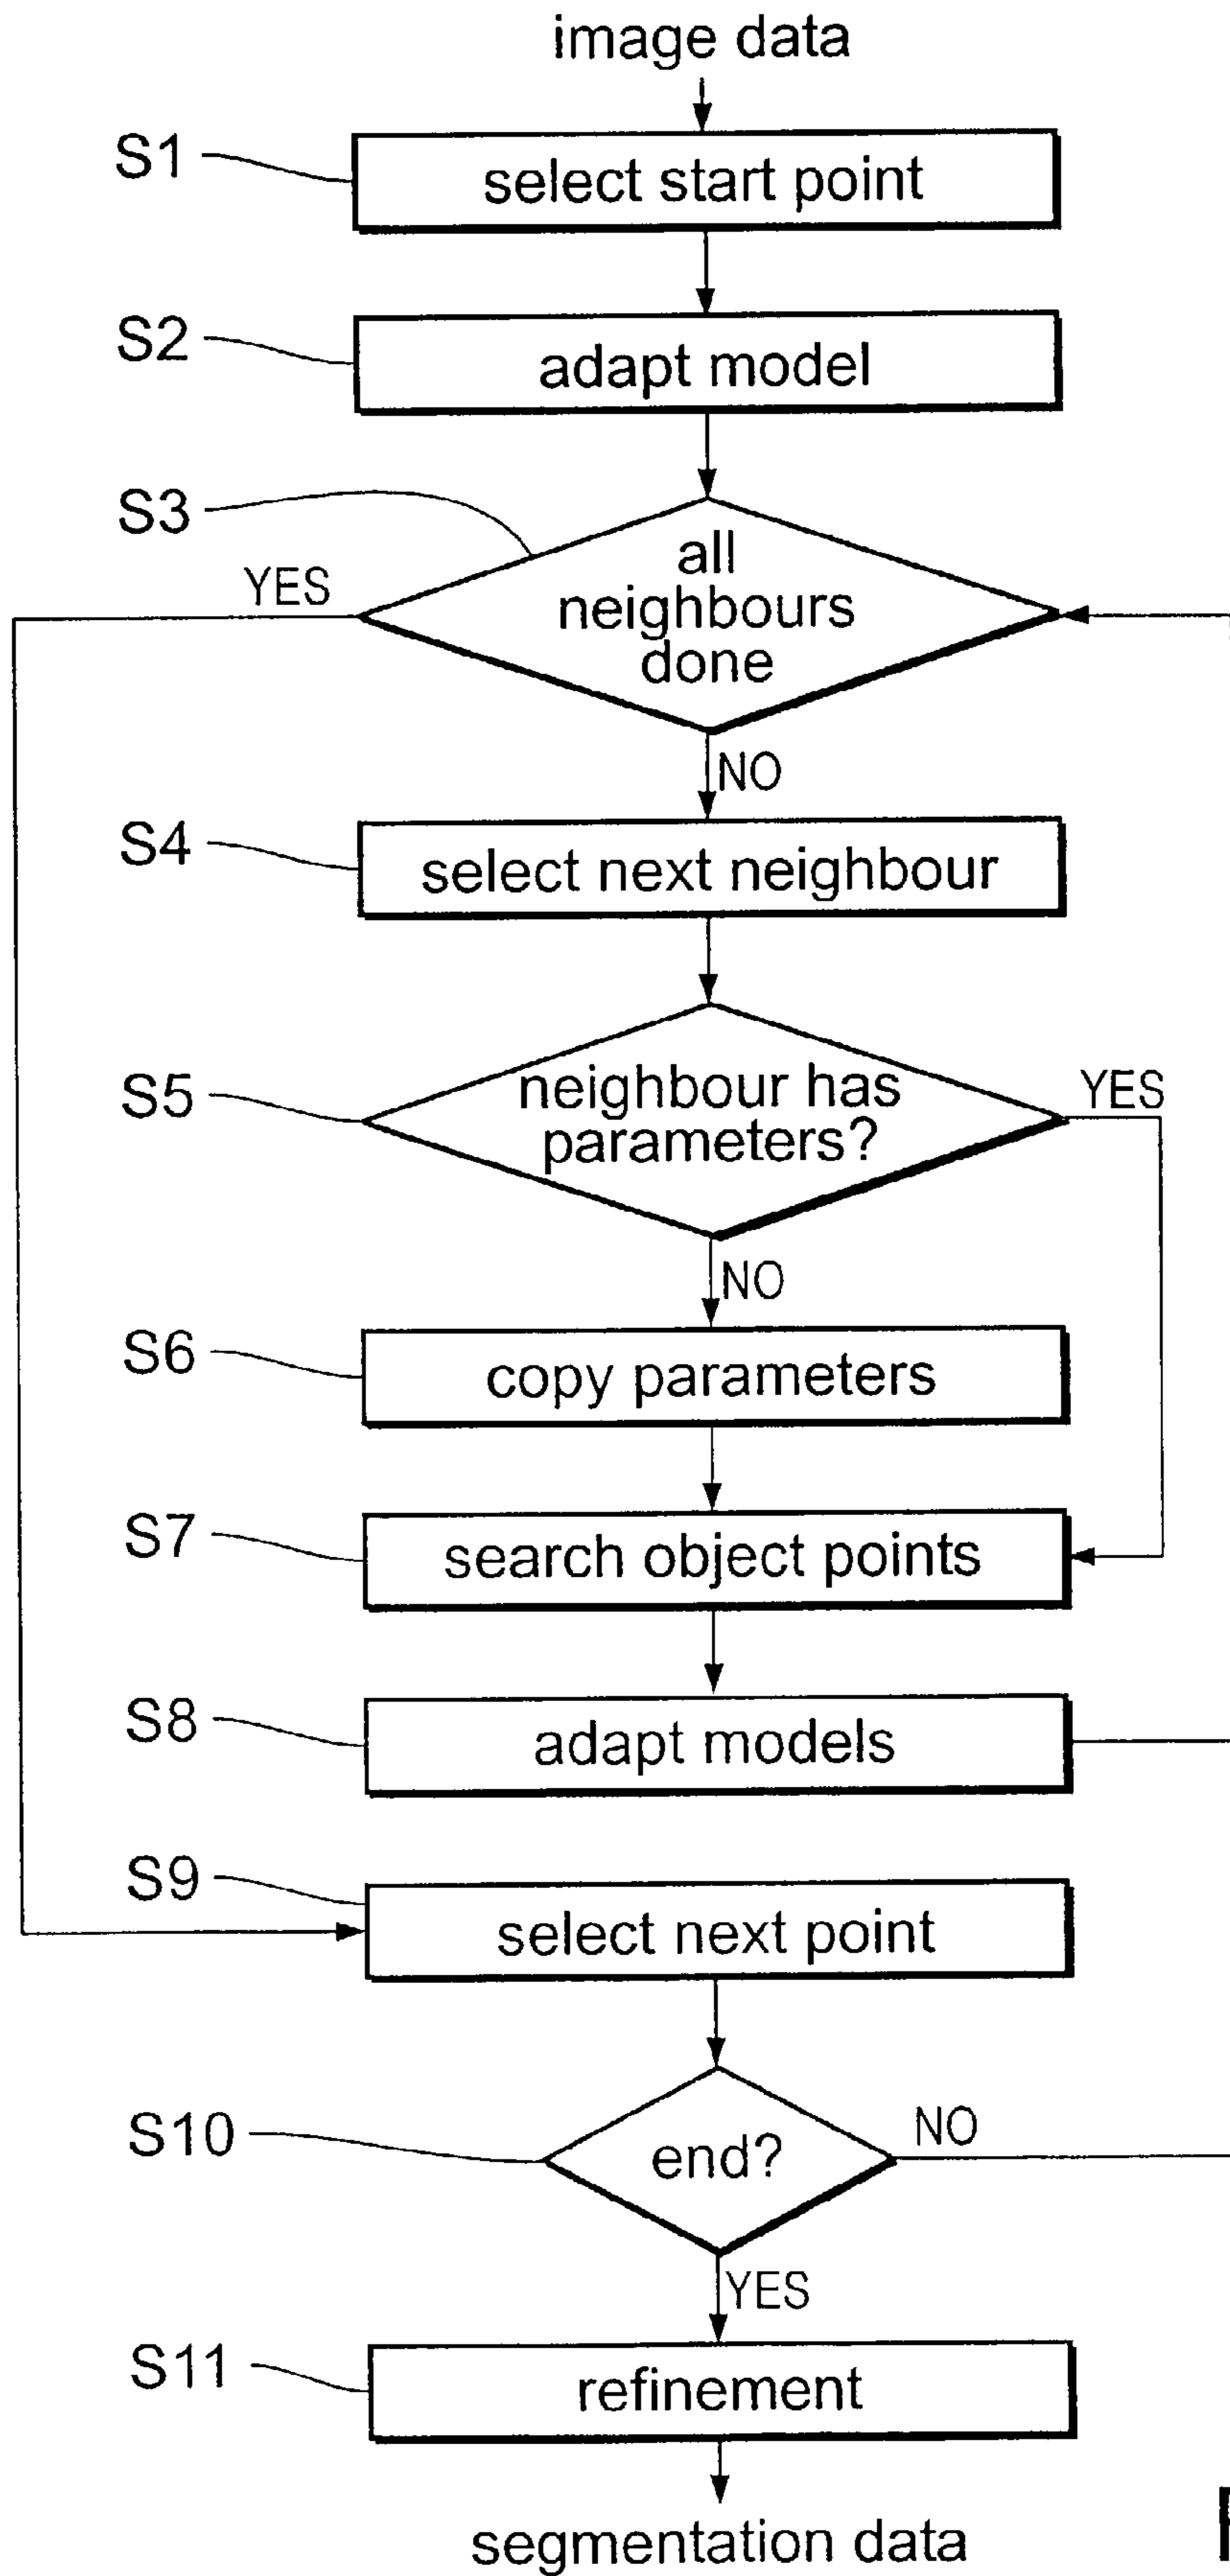 image data
S1
select start point
S2
adapt model
S3
YES
all
neighbours
done
NO
S4
select next neighbour
S5
neighbour has
parameters?
YES
NO
S6
copy parameters
S7
search object points
S8
adapt models
S9
select next point
S10
end?
NO
YES
S11
refinement
segmentation data